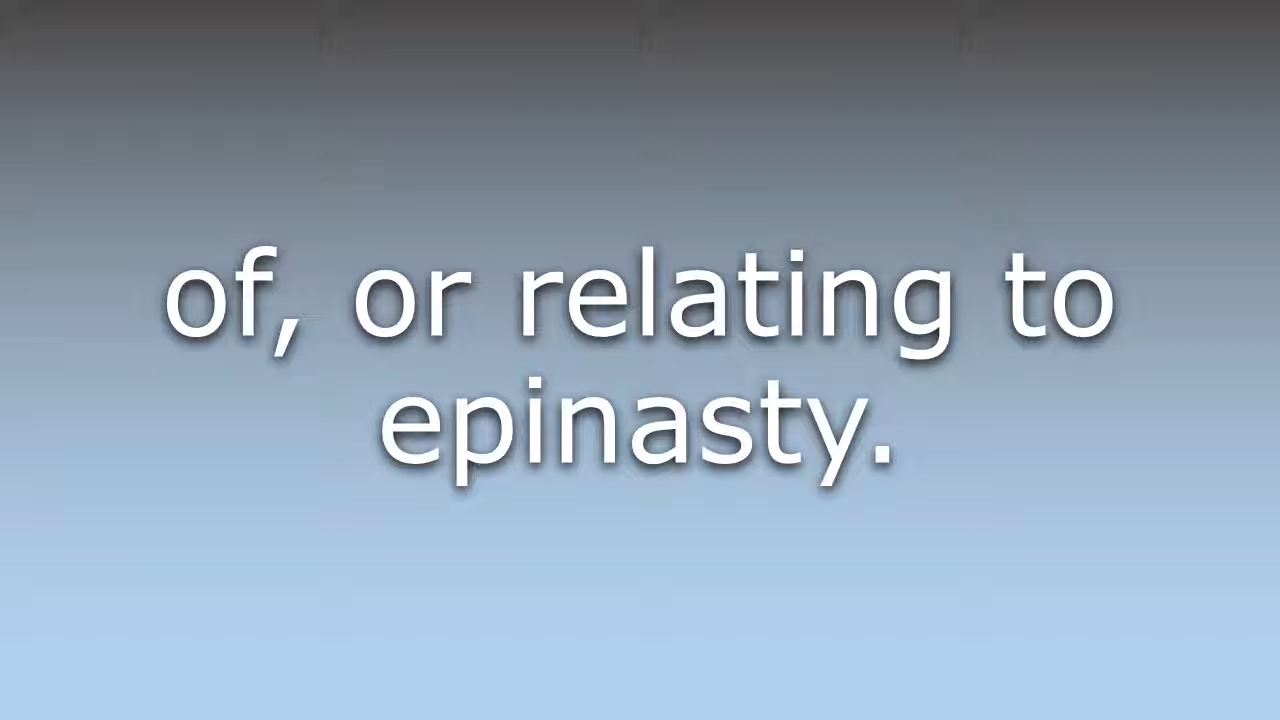 of, or relating to
epinasty.